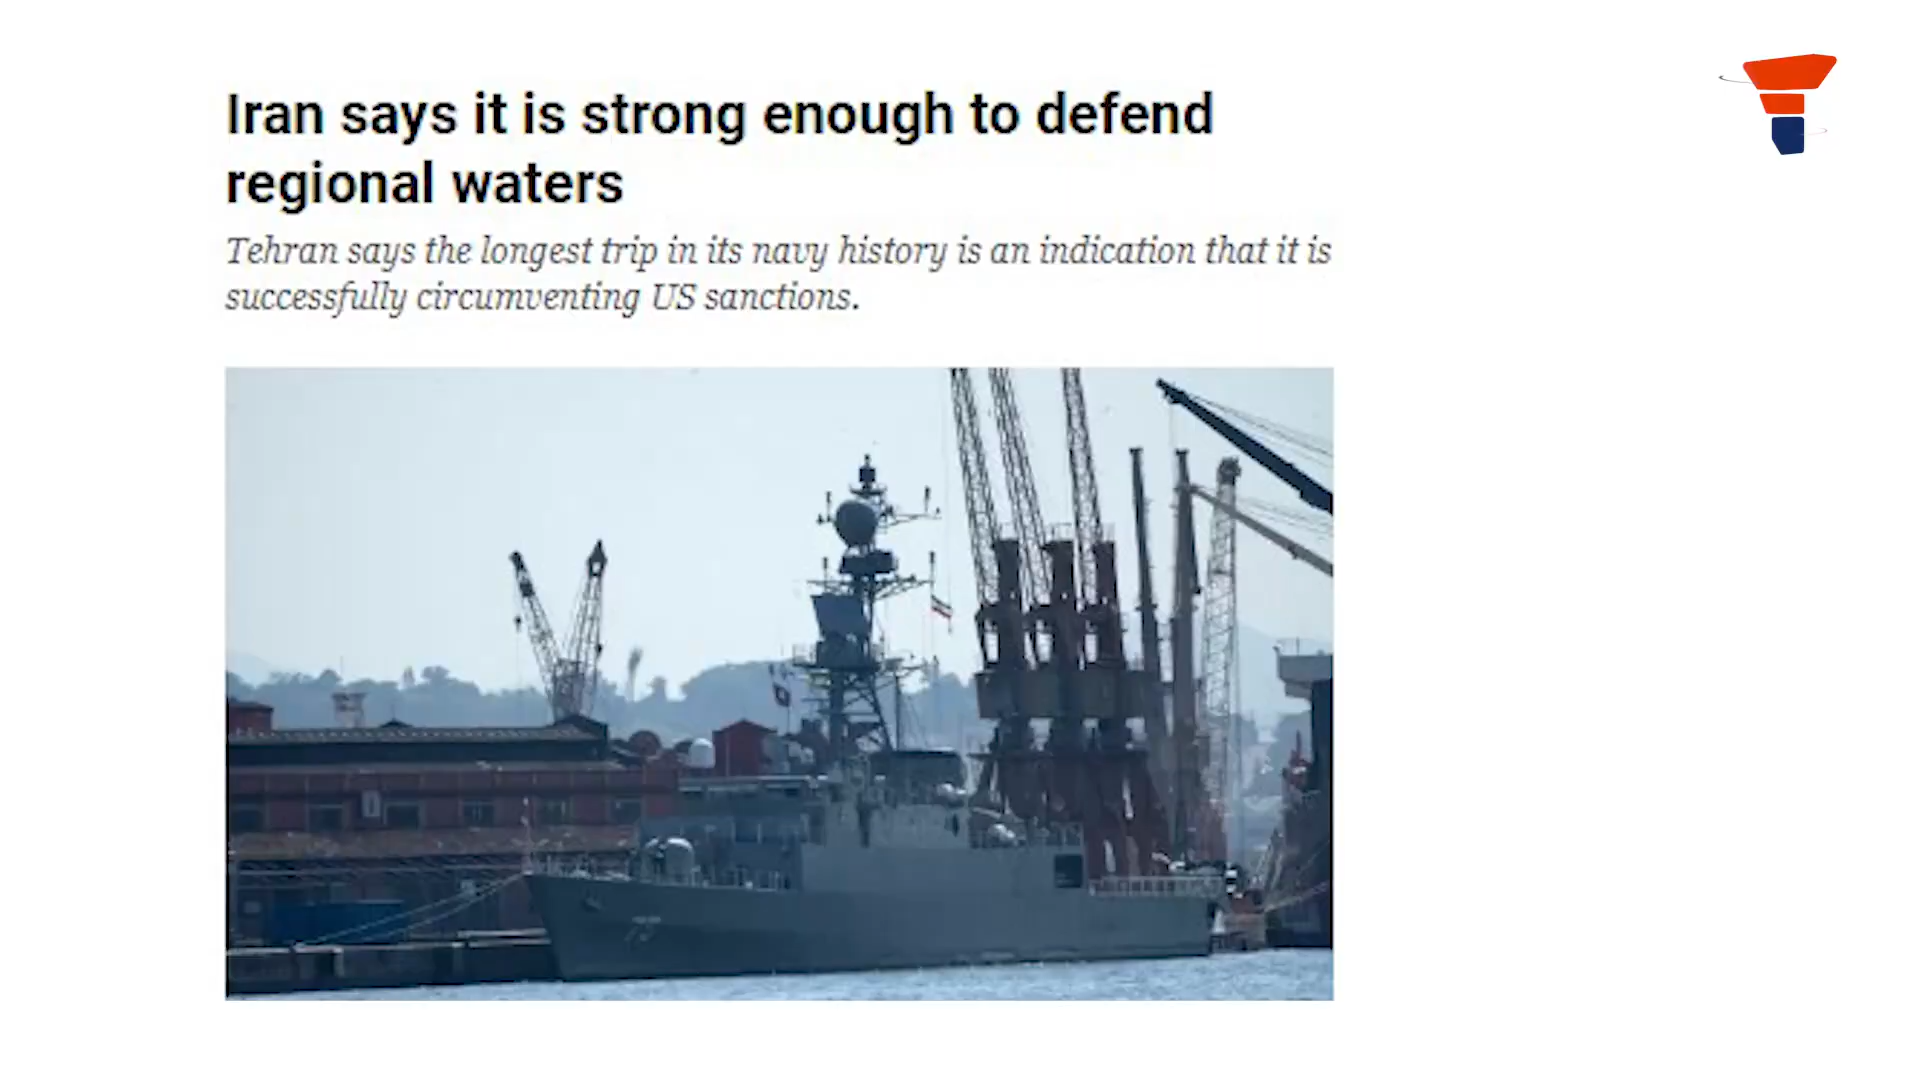 Iran says it is strong enough to defend
regional waters
Tehran says the longest trip in its navy history is an indication that it is
successfully circumventing US sanctions.